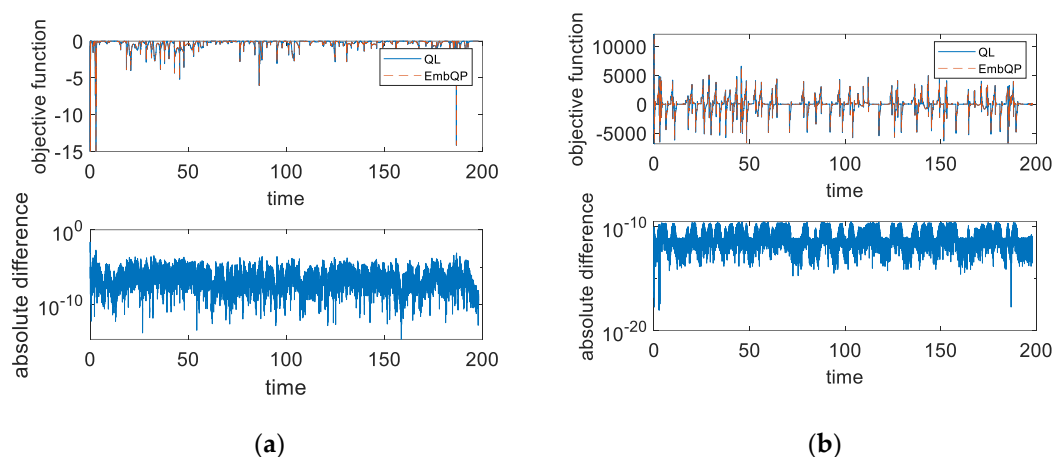 objective function
0
-5
-10
-15
QL
EmbQP
0 50 100 150 200
time
absolute difference
10^0
10^-10
0 50 100 150 200
time
(a)
objective function
10000
5000
0
-5000
QL
EmbQP
0 50 100 150 200
time
absolute difference
10^-10
10^-20
0 50 100 150 200
time
(b)